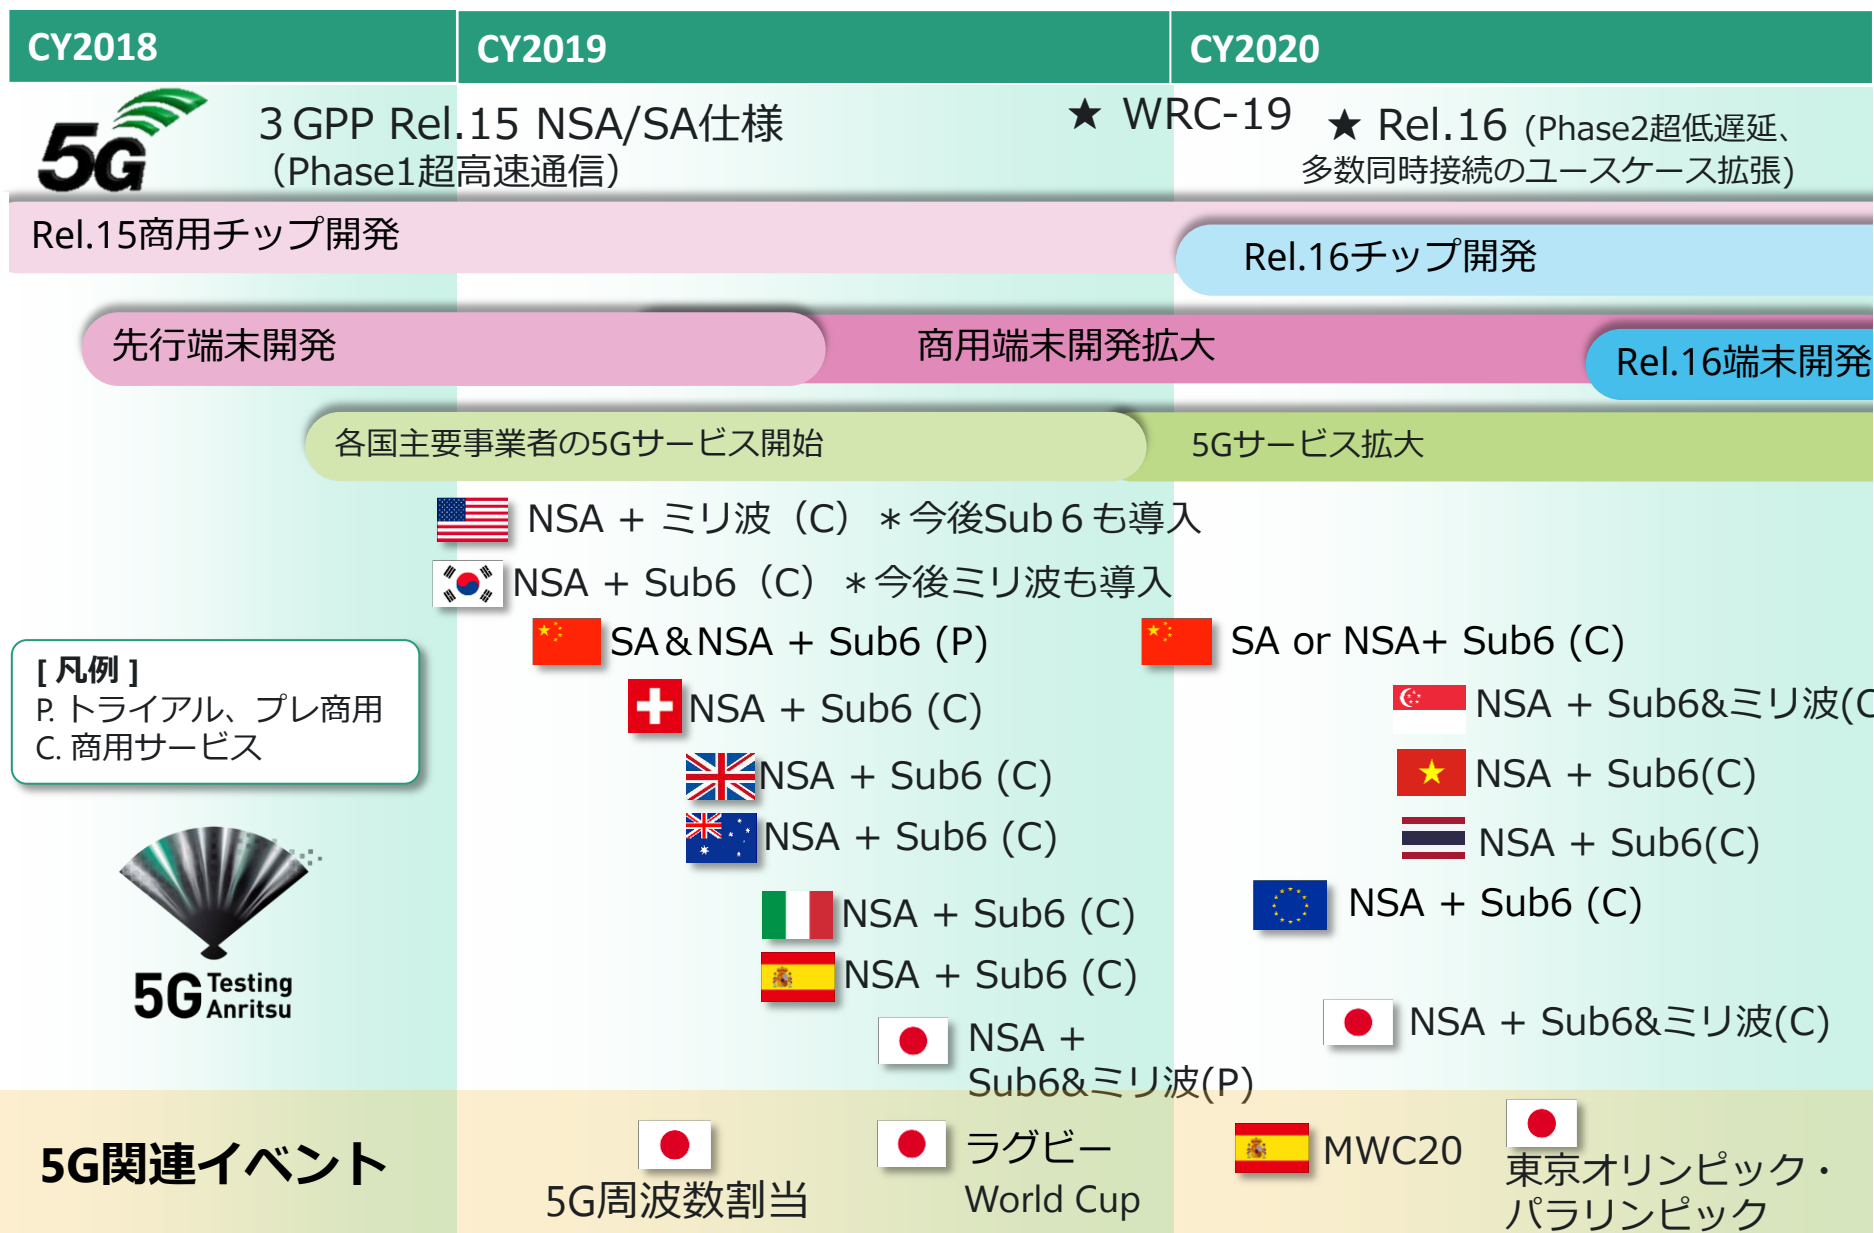 CY2018
CY2019
CY2020
5G
3GPP Rel.15 NSA/SA仕様
（Phase1超高速通信）
★ WRC-19
★ Rel.16 (Phase2超低遅延、
多数同時接続のユースケース拡張)
Rel.15商用チップ開発
Rel.16チップ開発
先行端末開発
商用端末開発拡大
Rel.16端末開発
各国主要事業者の5Gサービス開始
5Gサービス拡大
NSA + ミリ波（C）＊今後Sub６も導入
NSA + Sub6（C）＊今後ミリ波も導入
SA＆NSA + Sub6 (P)
SA or NSA+ Sub6 (C)
[ 凡例 ]
P. トライアル、プレ商用
C. 商用サービス
NSA + Sub6 (C)
NSA + Sub6&ミリ波(C
NSA + Sub6 (C)
NSA + Sub6(C)
NSA + Sub6 (C)
NSA + Sub6(C)
NSA + Sub6 (C)
NSA + Sub6 (C)
NSA + Sub6 (C)
5G Testing
Anritsu
NSA +
Sub6&ミリ波(P)
NSA + Sub6&ミリ波(C)
5G関連イベント
5G周波数割当
ラグビー
World Cup
MWC20
東京オリンピック・
パラリンピック